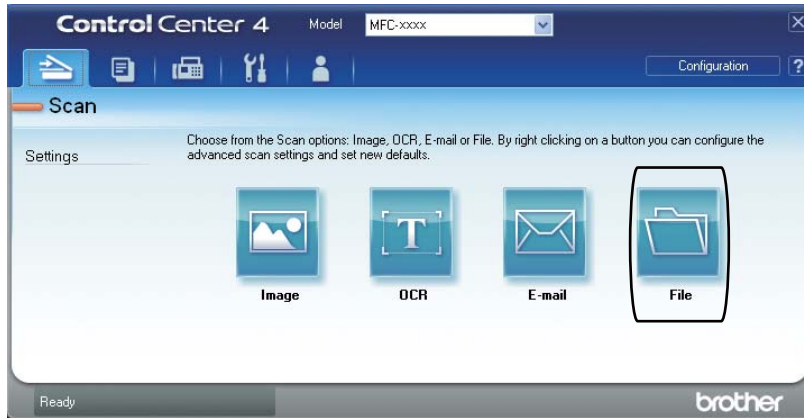 Control Center 4 Model MFC-xxxx
Configuration ?
Scan
Settings
Choose from the Scan options: Image, OCR, E-mail or File. By right clicking on a button you can configure the
advanced scan settings and set new defaults.
T
Image OCR E-mail File
Ready brother